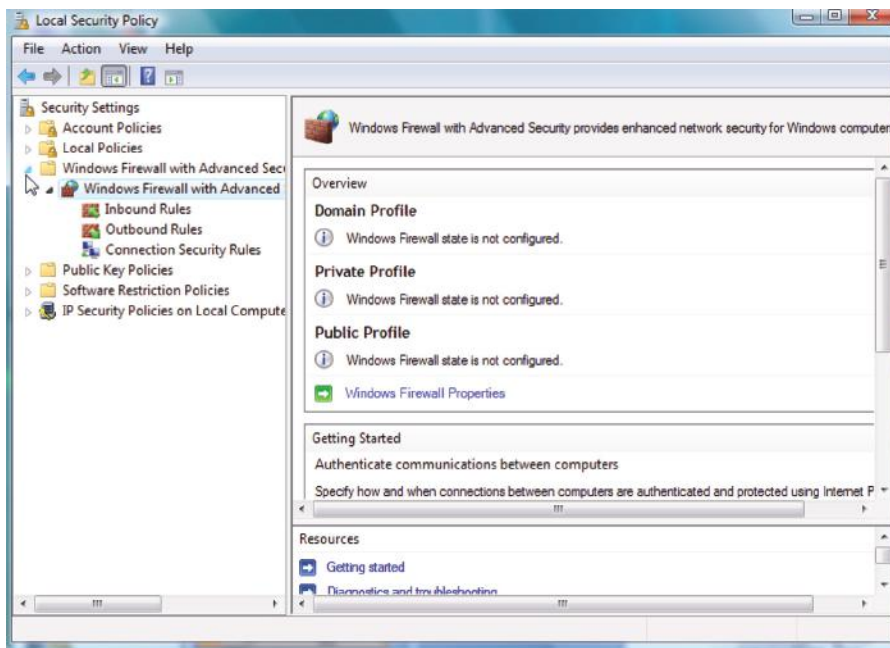 Local Security Policy
File Action View Help
Security Settings
Account Policies
Local Policies
Windows Firewall with Advanced Secu
Windows Firewall with Advanced
Inbound Rules
Outbound Rules
Connection Security Rules
Public Key Policies
Software Restriction Policies
IP Security Policies on Local Compute
Windows Firewall with Advanced Security provides enhanced network security for Windows computer
Overview
Domain Profile
Windows Firewall state is not configured.
Private Profile
Windows Firewall state is not configured.
Public Profile
Windows Firewall state is not configured.
Windows Firewall Properties
Getting Started
Authenticate communications between computers
Specify how and when connections between computers are authenticated and protected using Internet P
Resources
Getting started
Diagnostics and troubleshooting